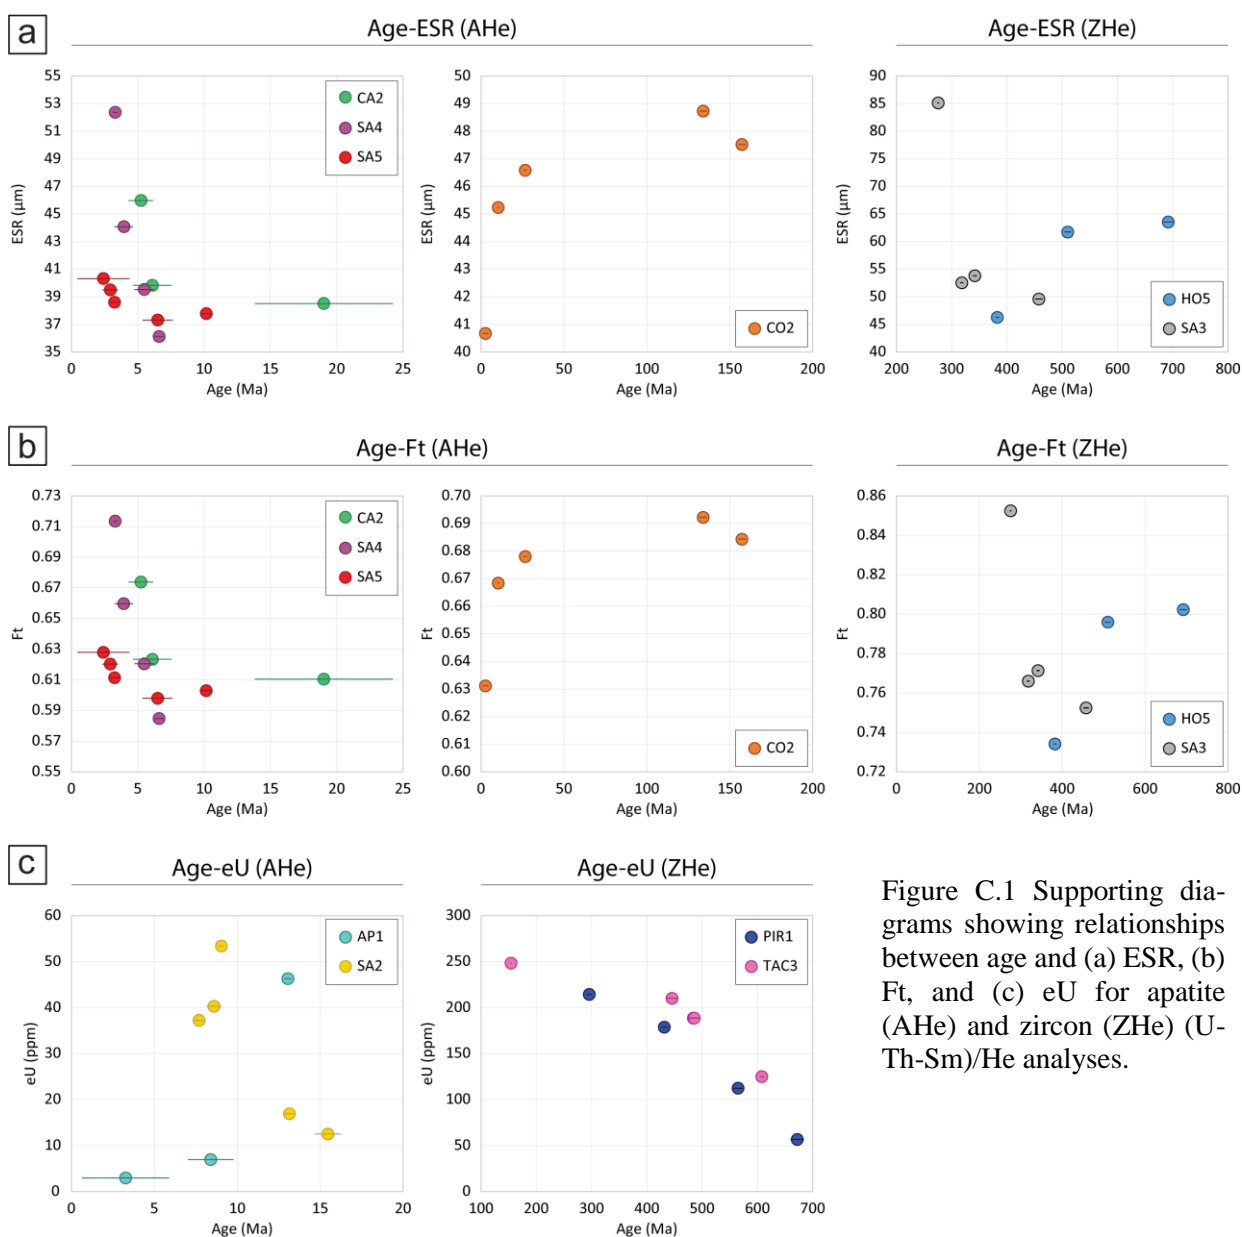 a
Age-ESR (AHe)
Age-ESR (ZHe)
55
53
51
49
47
45
43
41
39
37
35
ESR (µm)
CA2
SA4
SA5
0 5 10 15 20 25
Age (Ma)
50
49
48
47
46
45
44
43
42
41
40
ESR (µm)
CO2
0 50 100 150 200
Age (Ma)
90
85
80
75
70
65
60
55
50
45
40
ESR (µm)
HO5
SA3
200 300 400 500 600 700 800
Age (Ma)
b
Age-Ft (AHe)
Age-Ft (ZHe)
0.73
0.71
0.69
0.67
0.65
0.63
0.61
0.59
0.57
0.55
Ft
CA2
SA4
SA5
0 5 10 15 20 25
Age (Ma)
0.70
0.69
0.68
0.67
0.66
0.65
0.64
0.63
0.62
0.61
0.60
Ft
CO2
0 50 100 150 200
Age (Ma)
0.86
0.84
0.82
0.80
0.78
0.76
0.74
0.72
Ft
HO5
SA3
0 200 400 600 800
Age (Ma)
c
Age-eU (AHe)
Age-eU (ZHe)
60
50
40
30
20
10
0
eU (ppm)
AP1
SA2
0 5 10 15 20
Age (Ma)
300
250
200
150
100
50
0
eU (ppm)
PIR1
TAC3
100 200 300 400 500 600 700
Age (Ma)
Figure C.1 Supporting dia-
grams showing relationships
between age and (a) ESR, (b)
Ft, and (c) eU for apatite
(AHe) and zircon (ZHe) (U-
Th-Sm)/He analyses.